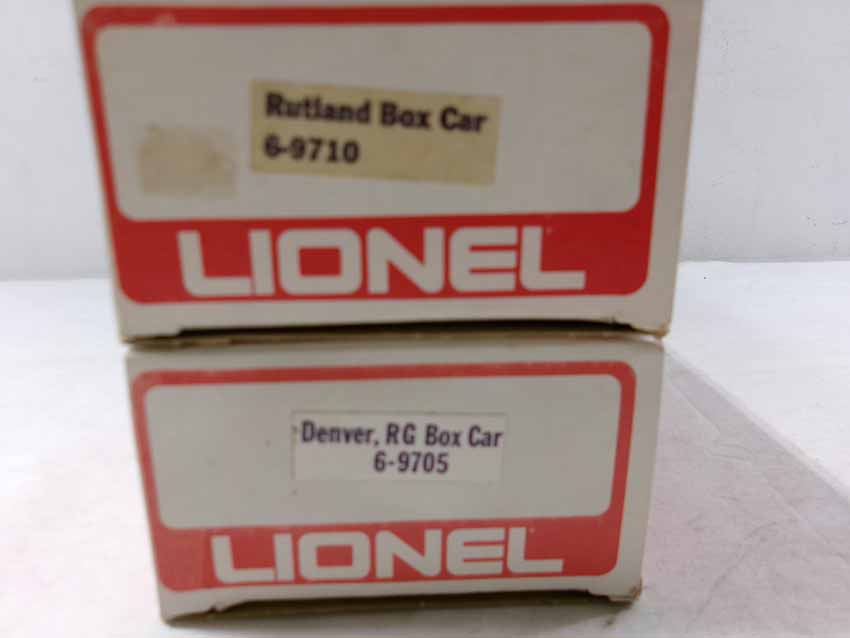 Rutland Box Car
6-9710
LIONEL
Denver, RG Box Car
6-9705
LIONEL